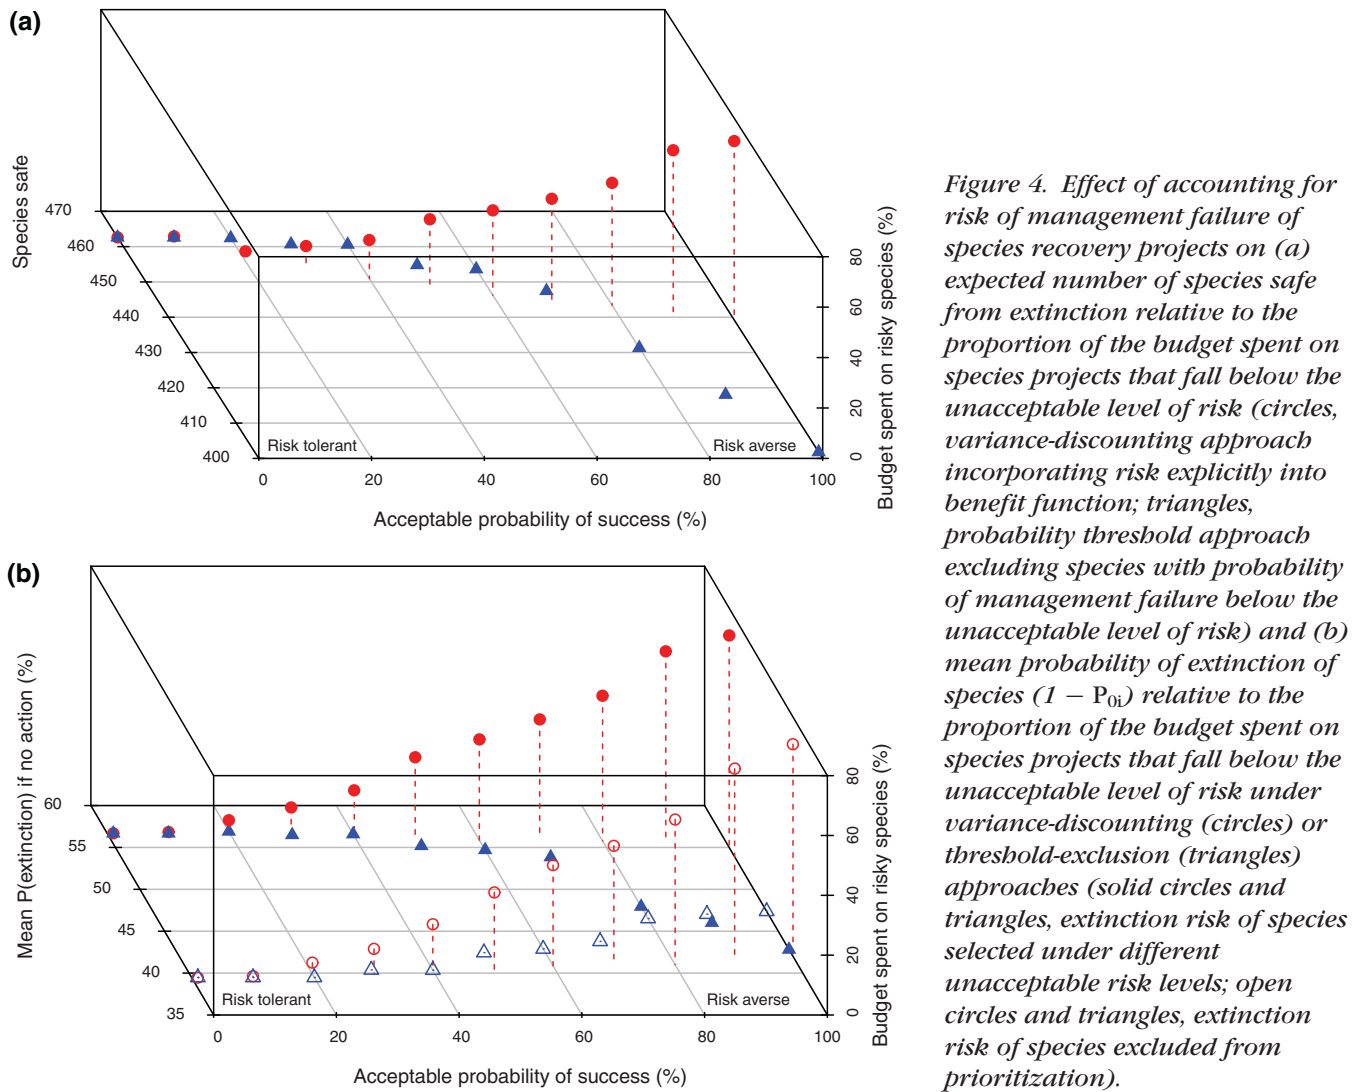 (a)
Species safe
470
460
450
440
430
420
410
400
Risk tolerant
Risk averse
0
20
40
60
80
100
Acceptable probability of success (%)
0
20
40
60
80
Budget spent on risky species (%)
(b)
Mean P(extinction) if no action (%)
60
55
50
45
40
35
Risk tolerant
Risk averse
0
20
40
60
80
100
Acceptable probability of success (%)
0
20
40
60
80
Budget spent on risky species (%)
Figure 4. Effect of accounting for
risk of management failure of
species recovery projects on (a)
expected number of species safe
from extinction relative to the
proportion of the budget spent on
species projects that fall below the
unacceptable level of risk (circles,
variance-discounting approach
incorporating risk explicitly into
benefit function; triangles,
probability threshold approach
excluding species with probability
of management failure below the
unacceptable level of risk) and (b)
mean probability of extinction of
species (1 − P₀ᵢ) relative to the
proportion of the budget spent on
species projects that fall below the
unacceptable level of risk under
variance-discounting (circles) or
threshold-exclusion (triangles)
approaches (solid circles and
triangles, extinction risk of species
selected under different
unacceptable risk levels; open
circles and triangles, extinction
risk of species excluded from
prioritization).